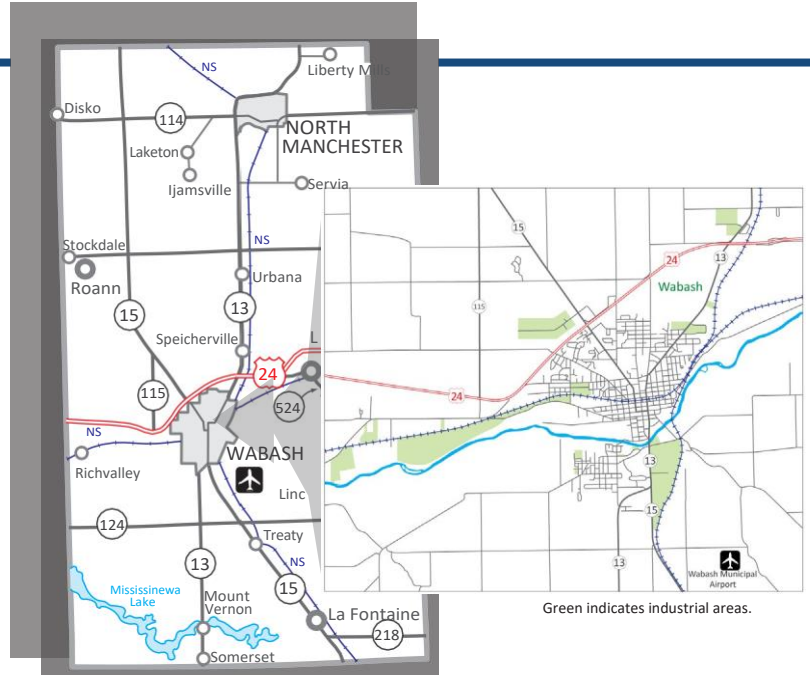 NS
Liberty Mills
Disko
114
NORTH
MANCHESTER
Laketon
Ijamsville
Servia
NS
Stockdale
Roann
Urbana
15
13
Speicherville
L
24
115
524
NS
WABASH
Richvalley
Linc
124
Treaty
13
NS
15
Mississinewa
Lake
Mount
Vernon
La Fontaine
218
Somerset
15
24
13
Wabash
115
24
13
15
13
Wabash Municipal
Airport
Green indicates industrial areas.